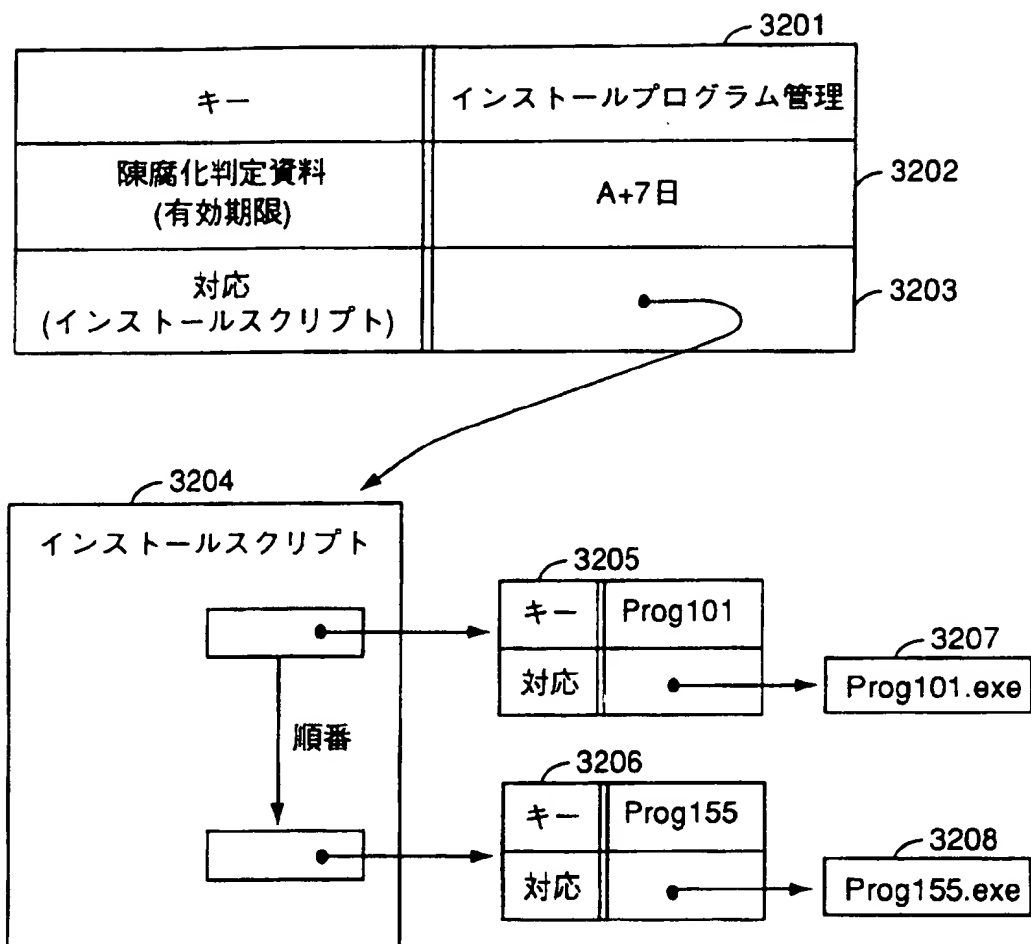 3201
キー
インストールプログラム管理
陳腐化判定資料
(有効期限)
A+7日
3202
対応
(インストールスクリプト)
3203
3204
インストールスクリプト
順番
3205
キー
Prog101
対応
3207
Prog101.exe
3206
キー
Prog155
対応
3208
Prog155.exe